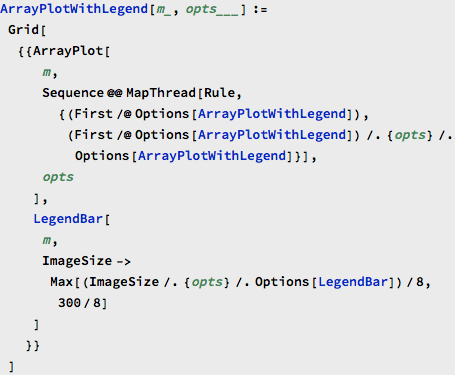 ArrayPlotWithLegend[m_, opts___] :=
Grid[
{{ArrayPlot[
m,
Sequence @@ MapThread[Rule,
{(First /@ Options[ArrayPlotWithLegend]),
(First /@ Options[ArrayPlotWithLegend]) /. {opts} /.
Options[ArrayPlotWithLegend]}],
opts
],
LegendBar[
m,
ImageSize ->
Max[(ImageSize /. {opts} /. Options[LegendBar]) / 8,
300 / 8]
]
}}
]